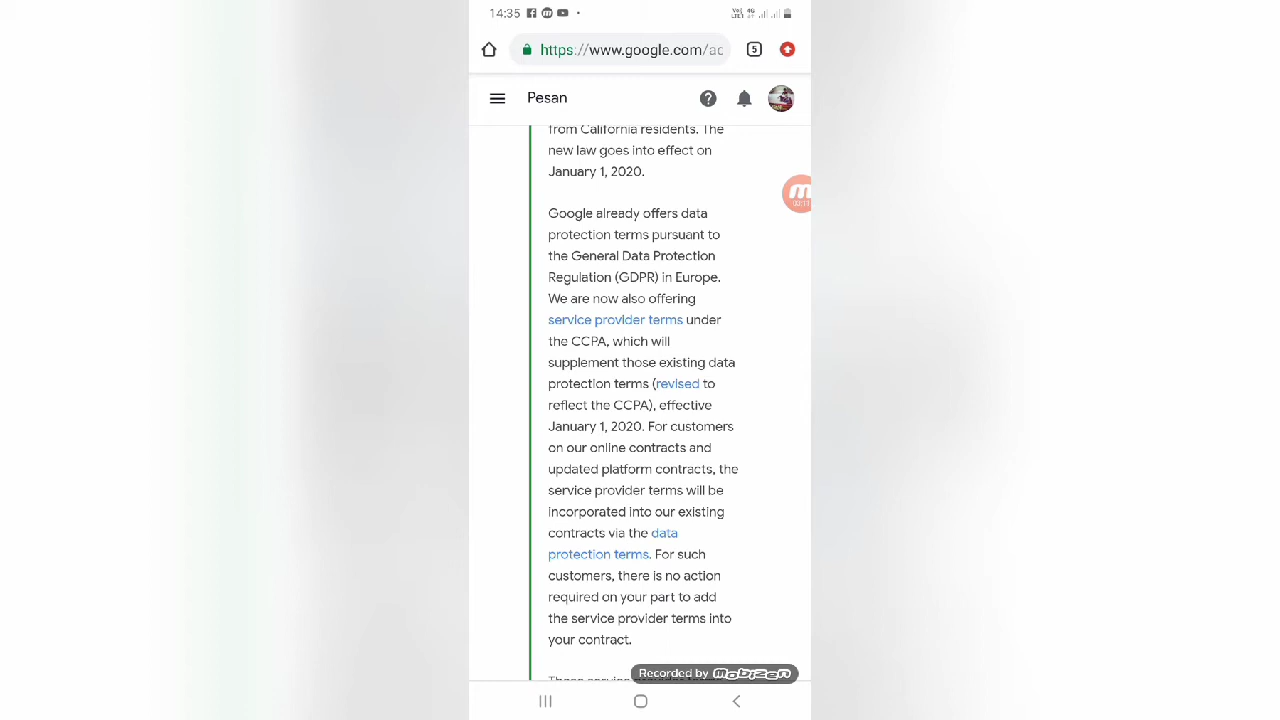 14:35
https://www.google.com/ac
5
Pesan
from California residents. The
new law goes into effect on
January 1, 2020.
Google already offers data
protection terms pursuant to
the General Data Protection
Regulation (GDPR) in Europe.
We are now also offering
service provider terms under
the CCPA, which will
supplement those existing data
protection terms (revised to
reflect the CCPA), effective
January 1, 2020. For customers
on our online contracts and
updated platform contracts, the
service provider terms will be
incorporated into our existing
contracts via the data
protection terms. For such
customers, there is no action
required on your part to add
the service provider terms into
your contract.
Recorded by mobizen